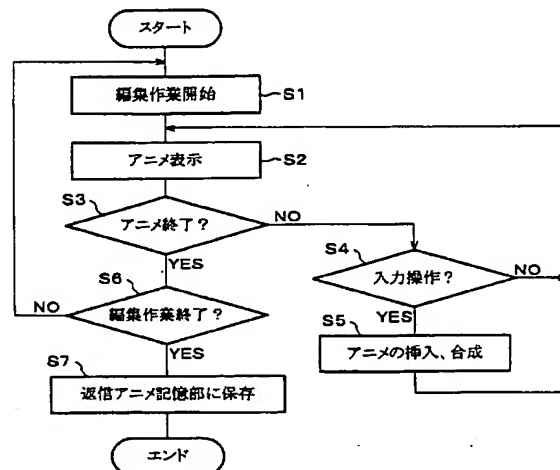 スタート
編集作業開始
S1
アニメ表示
S2
S3
アニメ終了?
NO
YES
S4
入力操作?
NO
YES
S5
アニメの挿入、合成
S6
編集作業終了?
NO
YES
S7
返信アニメ記憶部に保存
エンド